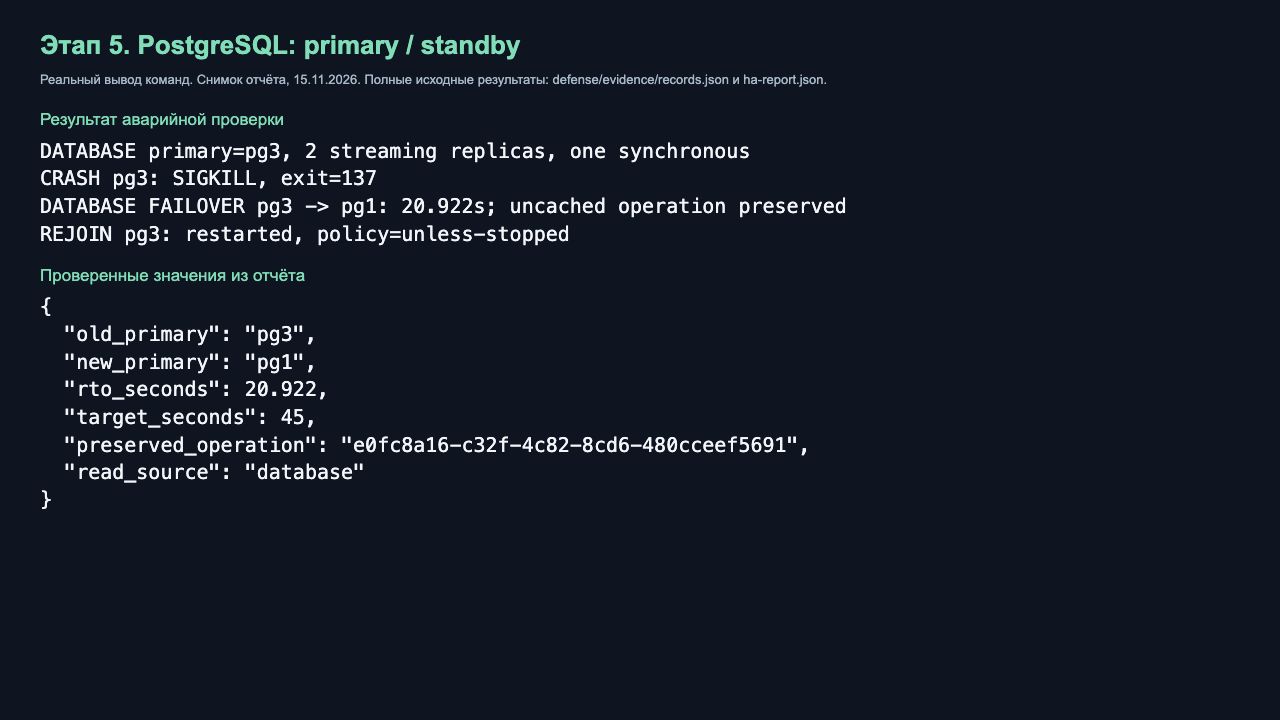 Этап 5. PostgreSQL: primary / standby
Реальный вывод команд. Снимок отчёта, 15.11.2026. Полные исходные результаты: defense/evidence/records.json и ha-report.json.
Результат аварийной проверки
DATABASE primary=pg3, 2 streaming replicas, one synchronous
CRASH pg3: SIGKILL, exit=137
DATABASE FAILOVER pg3 -> pg1: 20.922s; uncached operation preserved
REJOIN pg3: restarted, policy=unless-stopped
Проверенные значения из отчёта
{
  "old_primary": "pg3",
  "new_primary": "pg1",
  "rto_seconds": 20.922,
  "target_seconds": 45,
  "preserved_operation": "e0fc8a16-c32f-4c82-8cd6-480cceef5691",
  "read_source": "database"
}